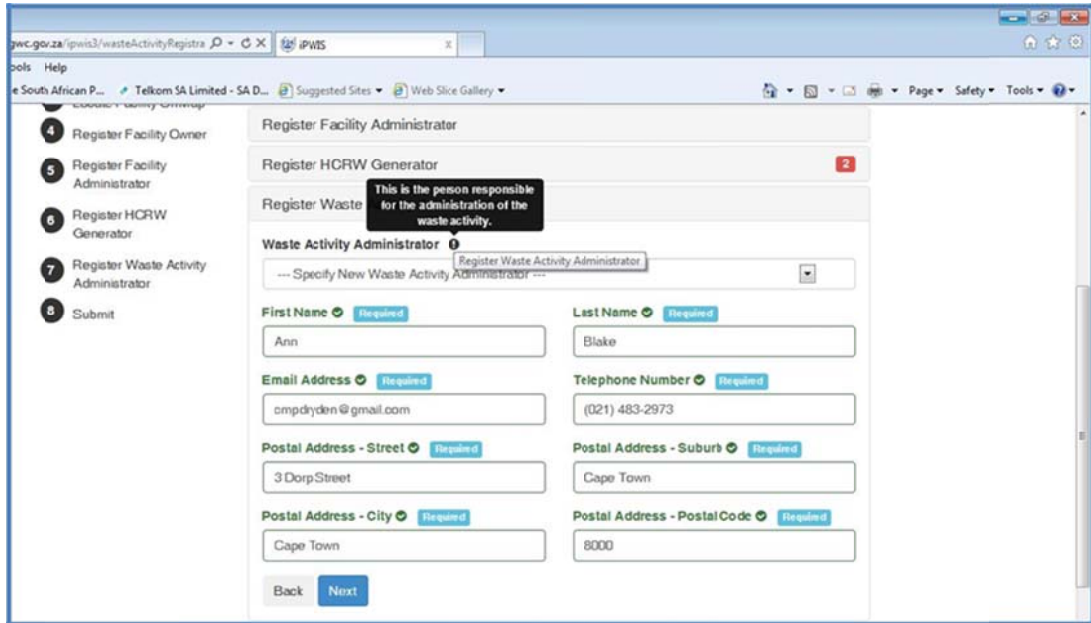 gwc.gov.za/ipwis3/wasteActivityRegistra
iPWIS
ools Help
e South African P... Telkom SA Limited - SA D... Suggested Sites Web Slice Gallery Page Safety Tools
4 Register Facility Owner
5 Register Facility
Administrator
6 Register HCRW
Generator
7 Register Waste Activity
Administrator
8 Submit
Register Facility Administrator
Register HCRW Generator 2
Register Waste
This is the person responsible
for the administration of the
waste activity.
Waste Activity Administrator
Register Waste Activity Administrator
--- Specify New Waste Activity Administrator ---
First Name Required Last Name Required
Ann Blake
Email Address Required Telephone Number Required
cmpdryden@gmail.com (021) 483-2973
Postal Address - Street Required Postal Address - Suburb Required
3 Dorp Street Cape Town
Postal Address - City Required Postal Address - Postal Code Required
Cape Town 8000
Back Next